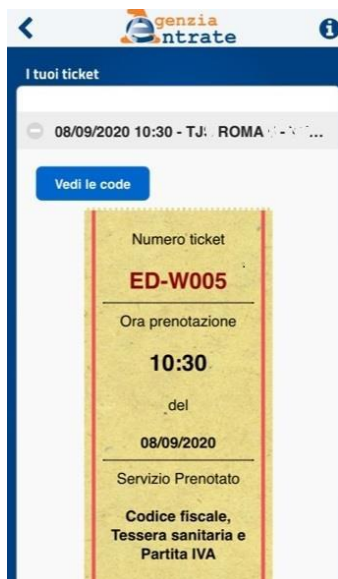 Agenzia
Entrate
i
I tuoi ticket
08/09/2020 10:30 - TJ ROMA - ...
Vedi le code
Numero ticket
ED-W005
Ora prenotazione
10:30
del
08/09/2020
Servizio Prenotato
Codice fiscale,
Tessera sanitaria e
Partita IVA